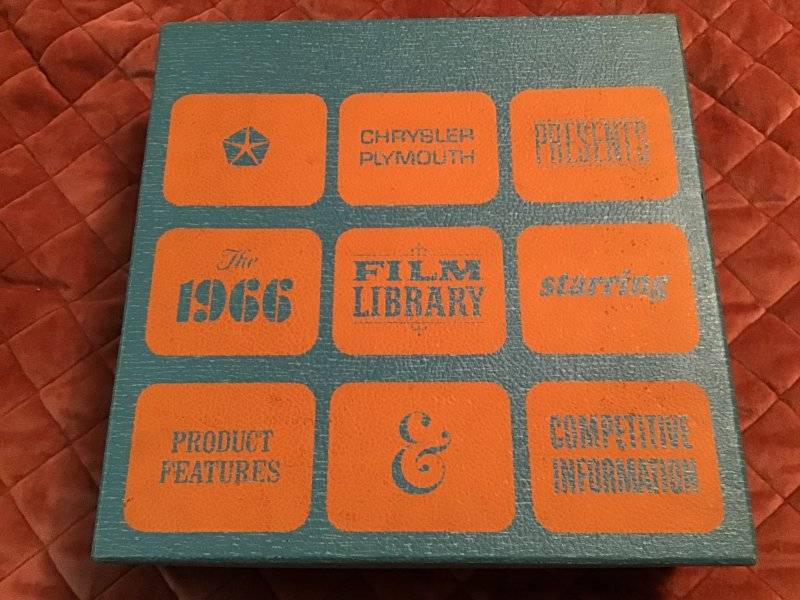 CHRYSLER
PLYMOUTH
PRESENTS
The
1966
FILM
LIBRARY
starring
PRODUCT
FEATURES
&
COMPETITIVE
INFORMATION